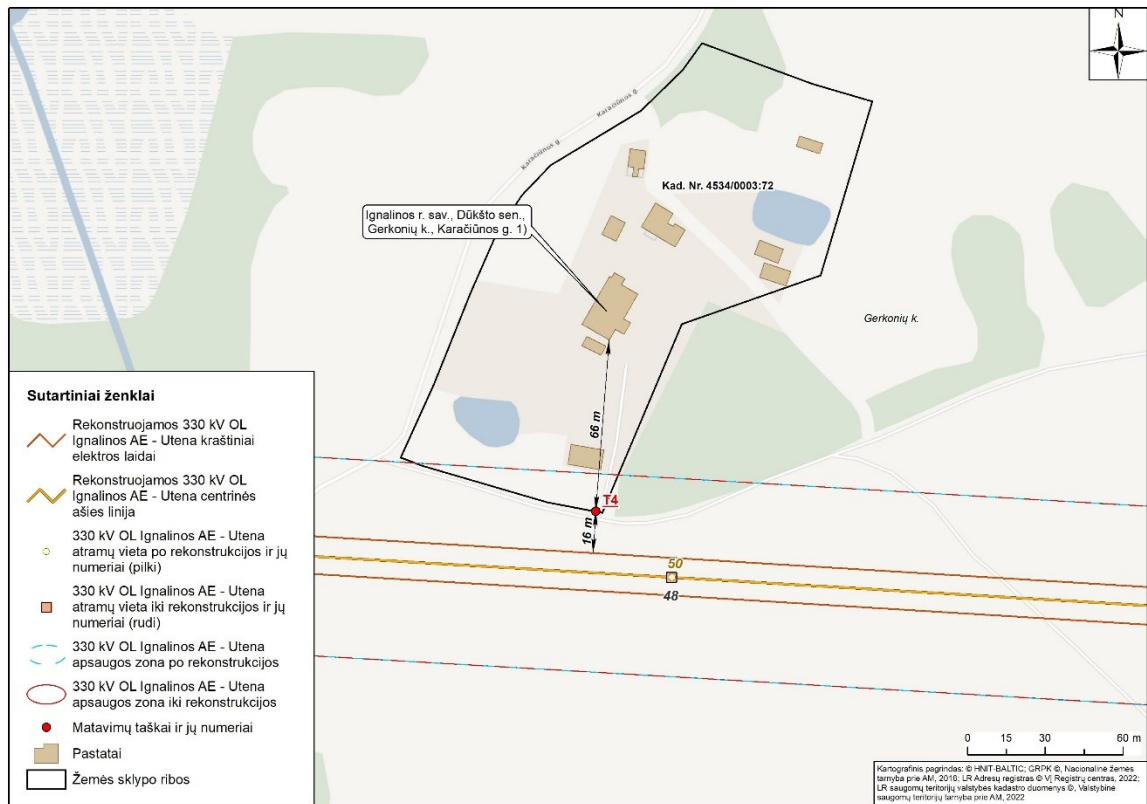 N
Karačiūnos g.
Karačiūnos g.
Kad. Nr. 4534/0003:72
Ignalinos r. sav., Dūkšto sen.,
Gerkonių k., Karačiūnos g. 1)
Gerkonių k.
66 m
T4
16 m
50
48
Sutartiniai ženklai
Rekonstruojamos 330 kV OL
Ignalinos AE - Utena kraštiniai
elektros laidai
Rekonstruojamos 330 kV OL
Ignalinos AE - Utena centrinės
ašies linija
330 kV OL Ignalinos AE - Utena
atramų vieta po rekonstrukcijos ir jų
numeriai (pilki)
330 kV OL Ignalinos AE - Utena
atramų vieta iki rekonstrukcijos ir jų
numeriai (rudi)
330 kV OL Ignalinos AE - Utena
apsaugos zona po rekonstrukcijos
330 kV OL Ignalinos AE - Utena
apsaugos zona iki rekonstrukcijos
Matavimų taškai ir jų numeriai
Pastatai
Žemės sklypo ribos
0 15 30 60 m
Kartografinis pagrindas: © HNIT-BALTIC; GRPK ©, Nacionalinė žemės
tarnyba prie AM, 2018; LR Adresų registras © VĮ Registrų centras, 2022;
LR saugomų teritorijų valstybės kadastro duomenys ©, Valstybinė
saugomų teritorijų tarnyba prie AM, 2022